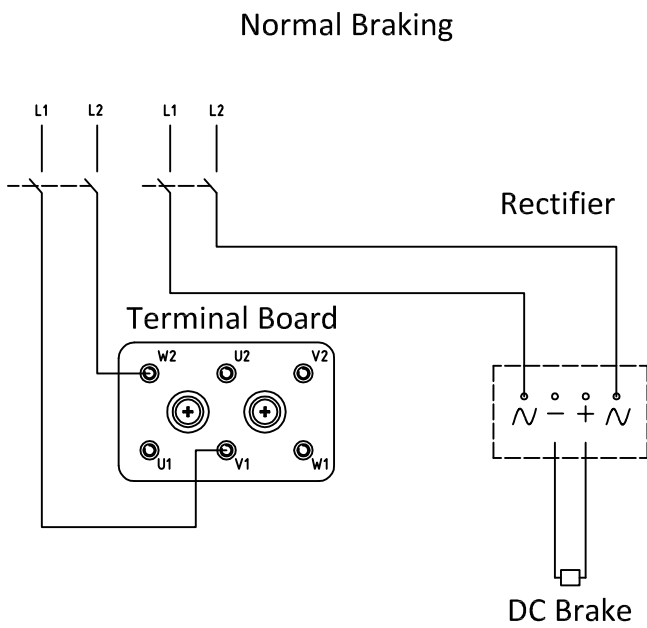 Normal Braking
L1 L2 L1 L2
Rectifier
Terminal Board
W2 U2 V2
U1 V1 W1
− +
DC Brake